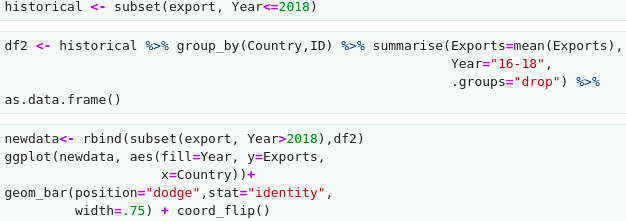 historical <- subset(export, Year<=2018)
df2 <- historical %>% group_by(Country,ID) %>% summarise(Exports=mean(Exports),
Year="16-18",
.groups="drop") %>%
as.data.frame()
newdata<- rbind(subset(export, Year>2018),df2)
ggplot(newdata, aes(fill=Year, y=Exports,
x=Country))+
geom_bar(position="dodge",stat="identity",
width=.75) + coord_flip()